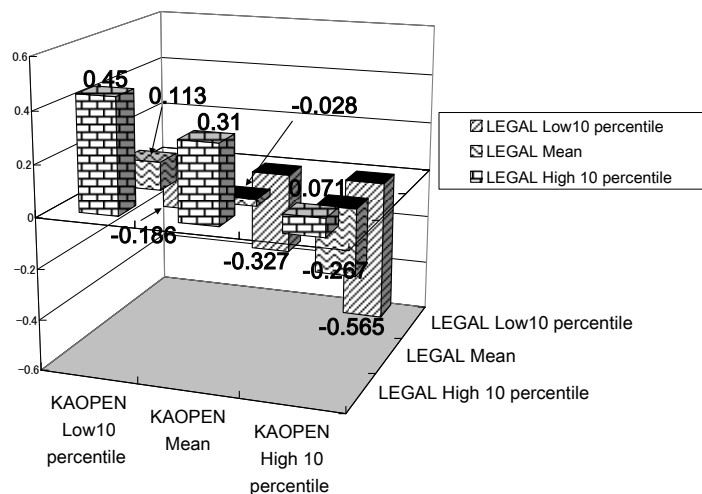 0.6
0.4
0.2
0
−0.2
−0.4
−0.6
0.45
0.113
0.31
-0.028
0.071
-0.186
-0.327
-0.267
-0.565
LEGAL Low10 percentile
LEGAL Mean
LEGAL High 10 percentile
LEGAL Low10 percentile
LEGAL Mean
LEGAL High 10 percentile
KAOPEN
Low10
percentile
KAOPEN
Mean
KAOPEN
High 10
percentile